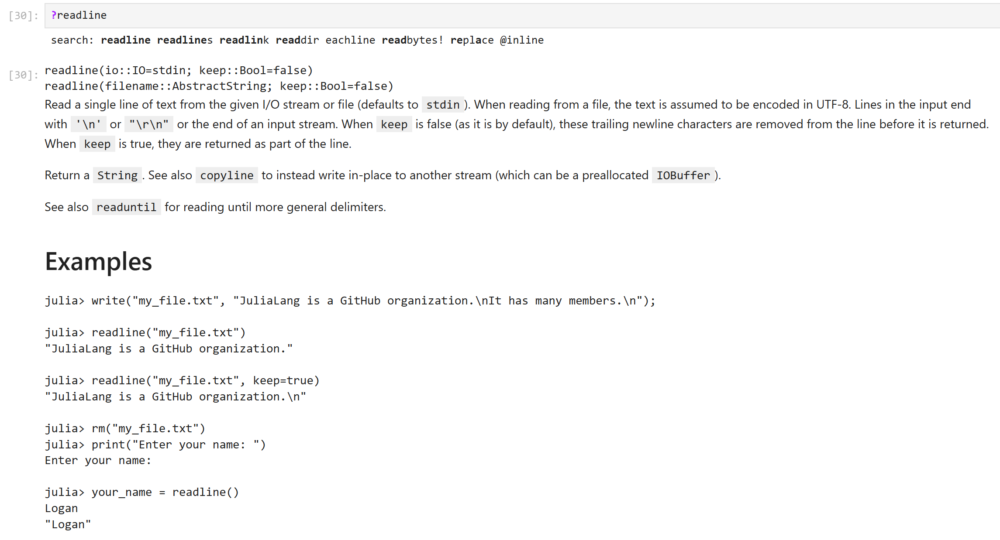 [30]: ?readline
search: readline readlines readlink readdir eachline readbytes! replace @inline
[30]: readline(io::IO=stdin; keep::Bool=false)
readline(filename::AbstractString; keep::Bool=false)
Read a single line of text from the given I/O stream or file (defaults to stdin ). When reading from a file, the text is assumed to be encoded in UTF-8. Lines in the input end
with '\n' or "\r\n" or the end of an input stream. When keep is false (as it is by default), these trailing newline characters are removed from the line before it is returned.
When keep is true, they are returned as part of the line.
Return a String . See also copyline to instead write in-place to another stream (which can be a preallocated IOBuffer ).
See also readuntil for reading until more general delimiters.
Examples
julia> write("my_file.txt", "JuliaLang is a GitHub organization.\nIt has many members.\n");
julia> readline("my_file.txt")
"JuliaLang is a GitHub organization."
julia> readline("my_file.txt", keep=true)
"JuliaLang is a GitHub organization.\n"
julia> rm("my_file.txt")
julia> print("Enter your name: ")
Enter your name:
julia> your_name = readline()
Logan
"Logan"